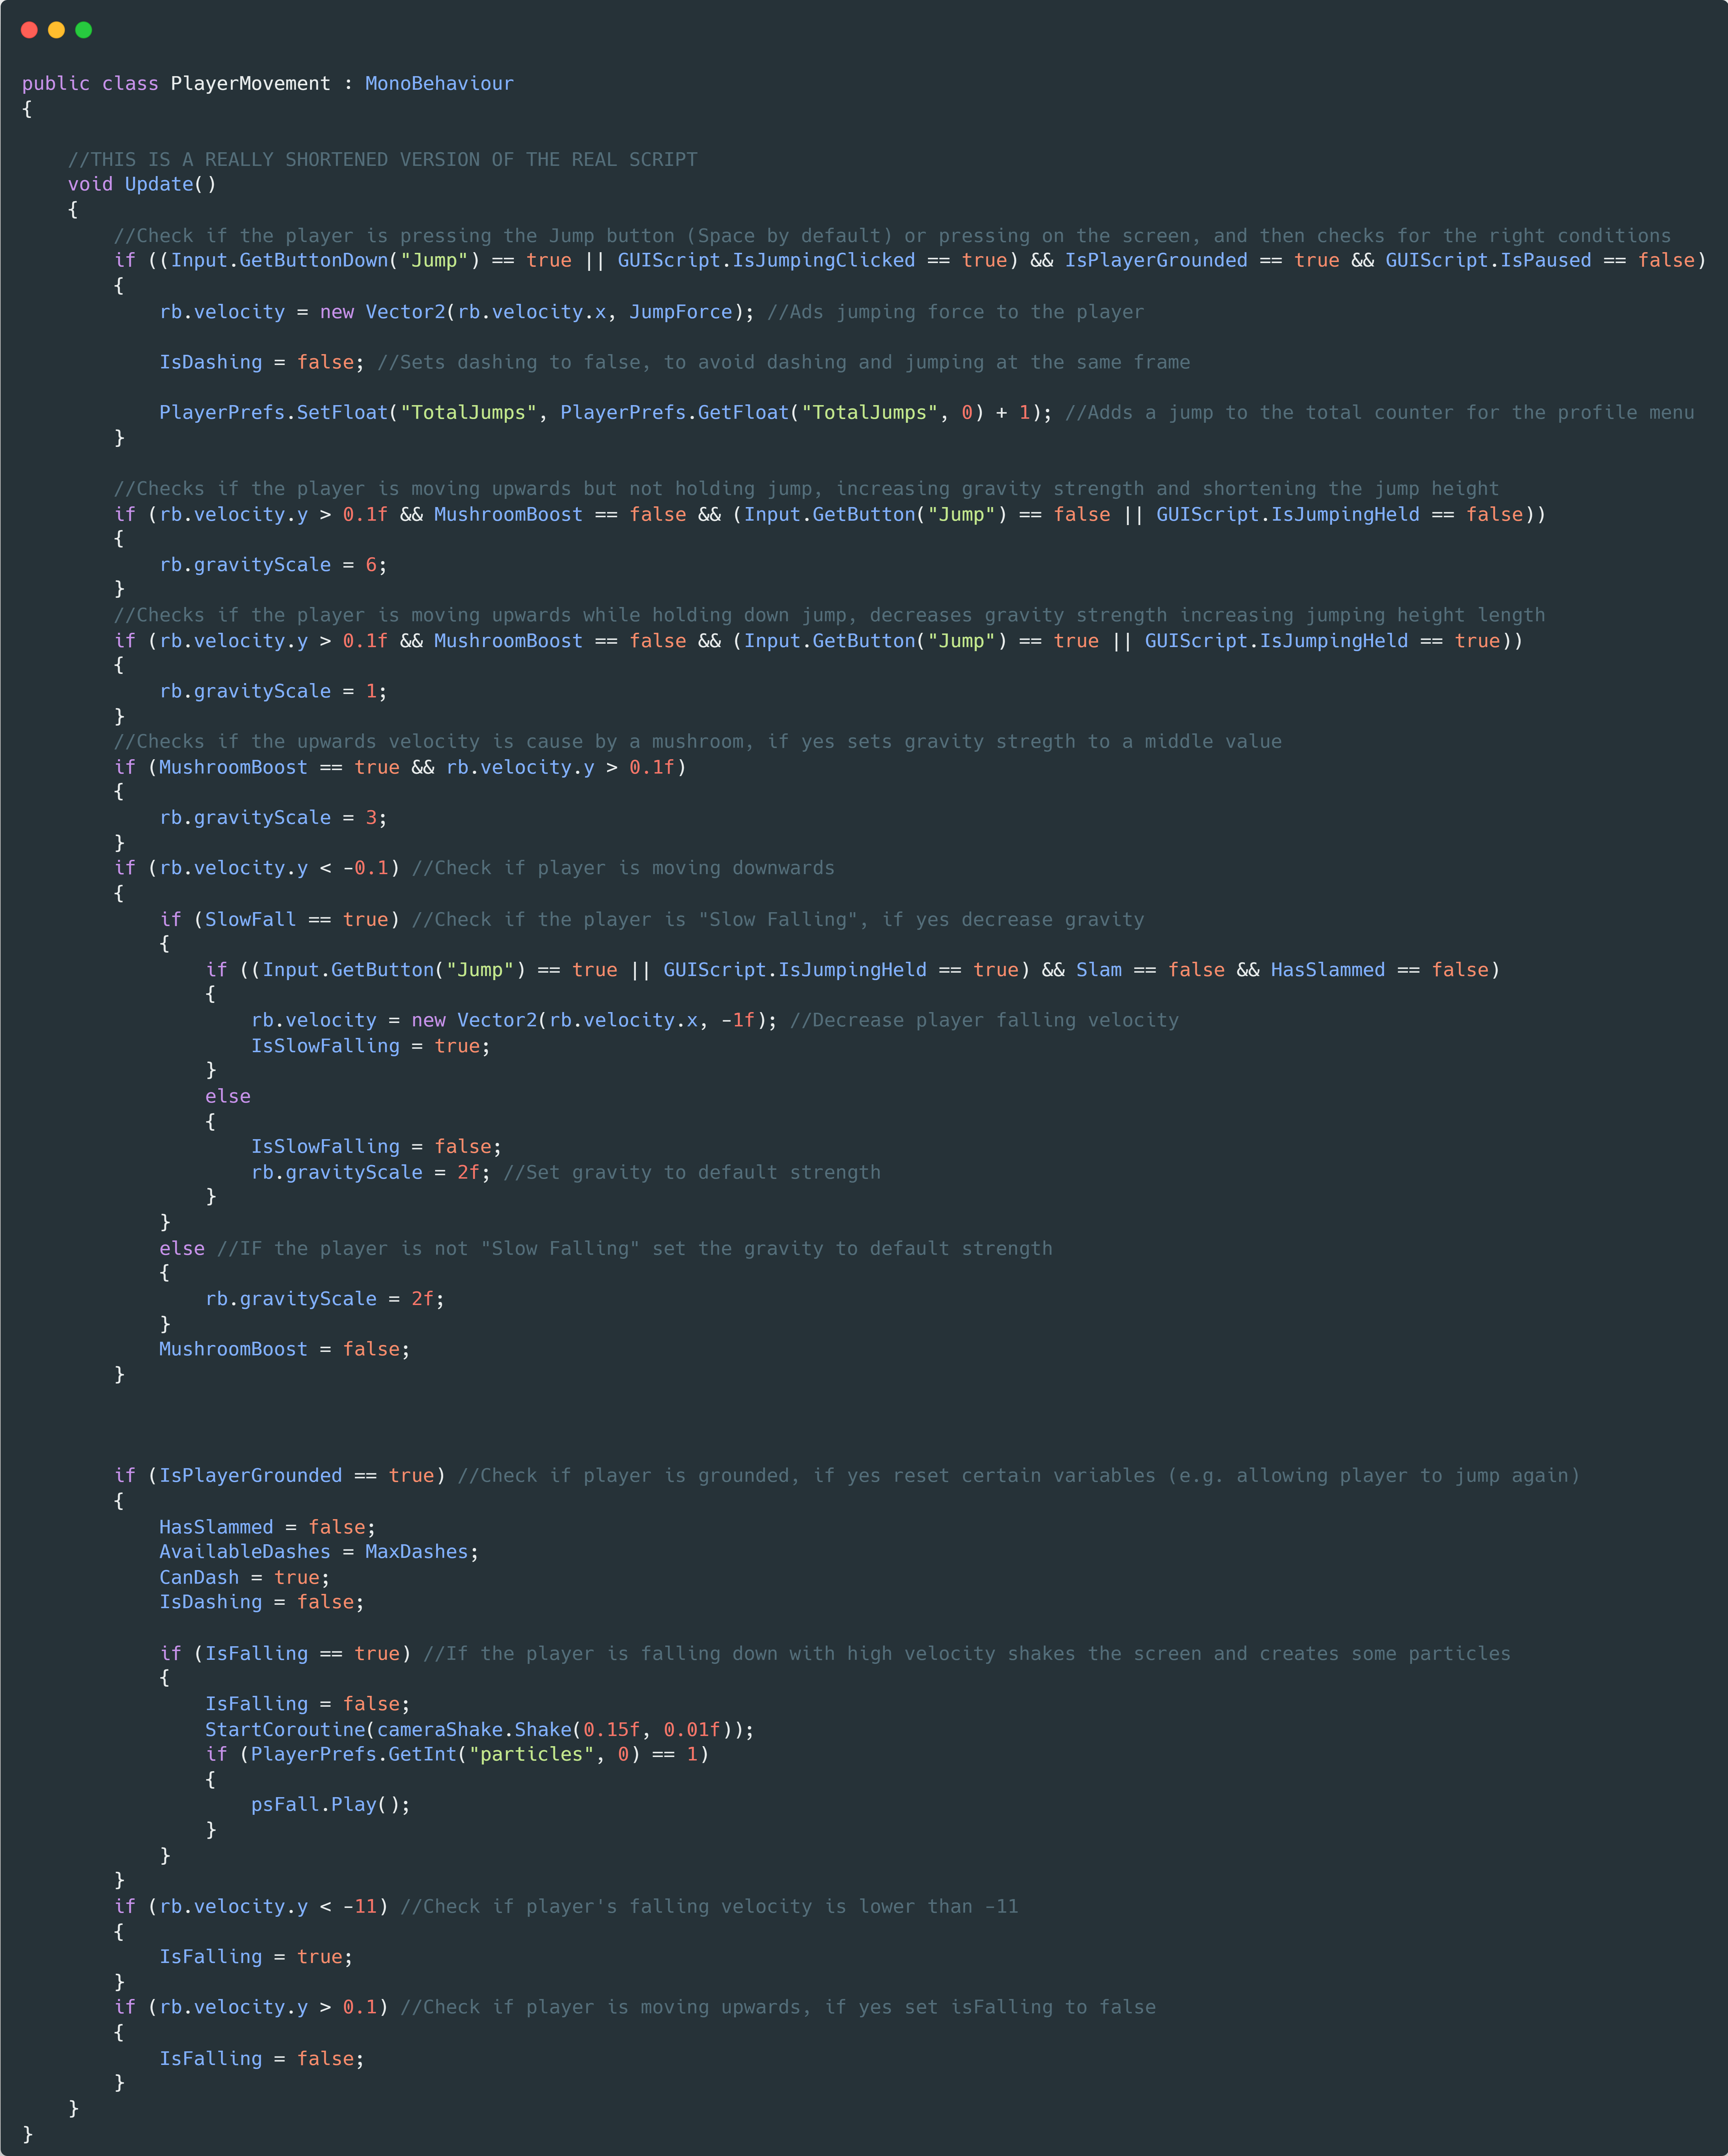 public class PlayerMovement : MonoBehaviour
{
    //THIS IS A REALLY SHORTENED VERSION OF THE REAL SCRIPT
    void Update()
    {
        //Check if the player is pressing the Jump button (Space by default) or pressing on the screen, and then checks for the right conditions
        if ((Input.GetButtonDown("Jump") == true || GUIScript.IsJumpingClicked == true) && IsPlayerGrounded == true && GUIScript.IsPaused == false)
        {
            rb.velocity = new Vector2(rb.velocity.x, JumpForce); //Ads jumping force to the player
            IsDashing = false; //Sets dashing to false, to avoid dashing and jumping at the same frame
            PlayerPrefs.SetFloat("TotalJumps", PlayerPrefs.GetFloat("TotalJumps", 0) + 1); //Adds a jump to the total counter for the profile menu
        }
        //Checks if the player is moving upwards but not holding jump, increasing gravity strength and shortening the jump height
        if (rb.velocity.y > 0.1f && MushroomBoost == false && (Input.GetButton("Jump") == false || GUIScript.IsJumpingHeld == false))
        {
            rb.gravityScale = 6;
        }
        //Checks if the player is moving upwards while holding down jump, decreases gravity strength increasing jumping height length
        if (rb.velocity.y > 0.1f && MushroomBoost == false && (Input.GetButton("Jump") == true || GUIScript.IsJumpingHeld == true))
        {
            rb.gravityScale = 1;
        }
        //Checks if the upwards velocity is cause by a mushroom, if yes sets gravity stregth to a middle value
        if (MushroomBoost == true && rb.velocity.y > 0.1f)
        {
            rb.gravityScale = 3;
        }
        if (rb.velocity.y < -0.1) //Check if player is moving downwards
        {
            if (SlowFall == true) //Check if the player is "Slow Falling", if yes decrease gravity
            {
                if ((Input.GetButton("Jump") == true || GUIScript.IsJumpingHeld == true) && Slam == false && HasSlammed == false)
                {
                    rb.velocity = new Vector2(rb.velocity.x, -1f); //Decrease player falling velocity
                    IsSlowFalling = true;
                }
                else
                {
                    IsSlowFalling = false;
                    rb.gravityScale = 2f; //Set gravity to default strength
                }
            }
            else //IF the player is not "Slow Falling" set the gravity to default strength
            {
                rb.gravityScale = 2f;
            }
            MushroomBoost = false;
        }
        if (IsPlayerGrounded == true) //Check if player is grounded, if yes reset certain variables (e.g. allowing player to jump again)
        {
            HasSlammed = false;
            AvailableDashes = MaxDashes;
            CanDash = true;
            IsDashing = false;
            if (IsFalling == true) //If the player is falling down with high velocity shakes the screen and creates some particles
            {
                IsFalling = false;
                StartCoroutine(cameraShake.Shake(0.15f, 0.01f));
                if (PlayerPrefs.GetInt("particles", 0) == 1)
                {
                    psFall.Play();
                }
            }
        }
        if (rb.velocity.y < -11) //Check if player's falling velocity is lower than -11
        {
            IsFalling = true;
        }
        if (rb.velocity.y > 0.1) //Check if player is moving upwards, if yes set isFalling to false
        {
            IsFalling = false;
        }
    }
}